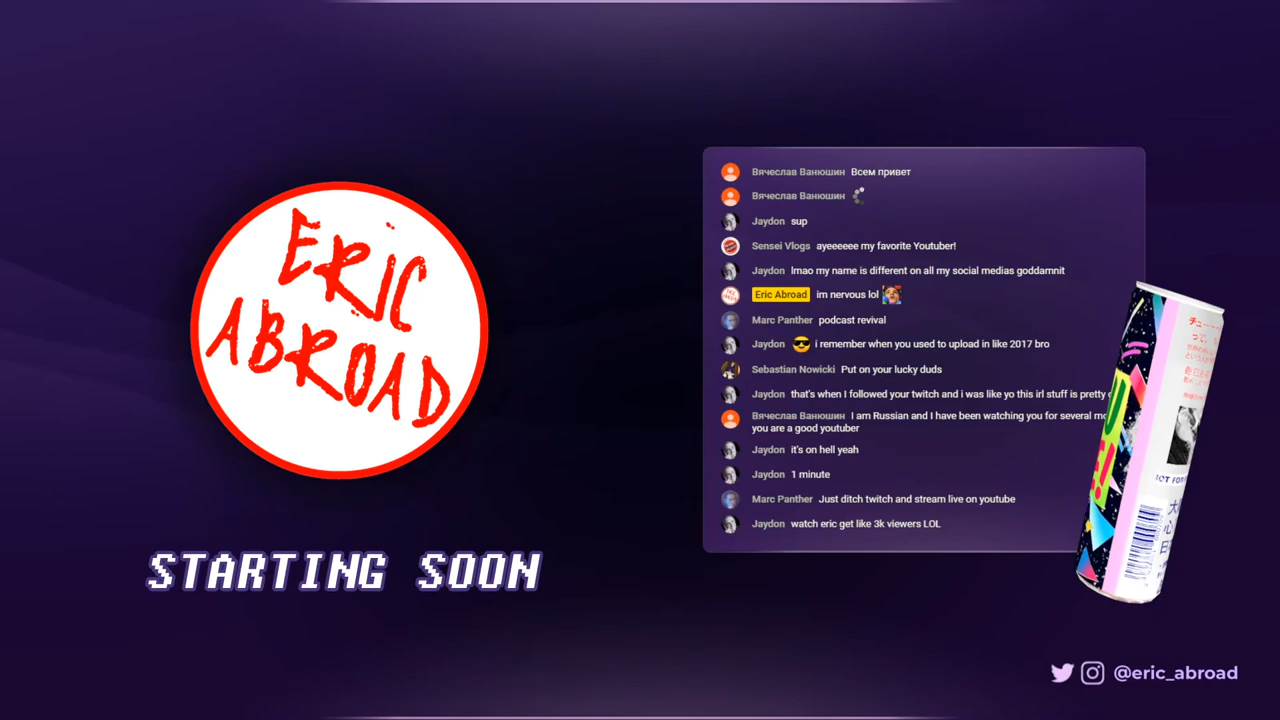 ERIC
ABROAD
STARTING SOON
Вячеслав Ванюшин Всем привет
Вячеслав Ванюшин
Jaydon sup
Sensei Vlogs ayeeeeee my favorite Youtuber!
Jaydon lmao my name is different on all my social medias goddamnit
Eric Abroad im nervous lol
Marc Panther podcast revival
Jaydon i remember when you used to upload in like 2017 bro
Sebastian Nowicki Put on your lucky duds
Jaydon that's when I followed your twitch and i was like yo this irl stuff is pretty
Вячеслав Ванюшин I am Russian and I have been watching you for several
you are a good youtuber
Jaydon it's on hell yeah
Jaydon 1 minute
Marc Panther Just ditch twitch and stream live on youtube
Jaydon watch eric get like 3k viewers LOL
@eric_abroad